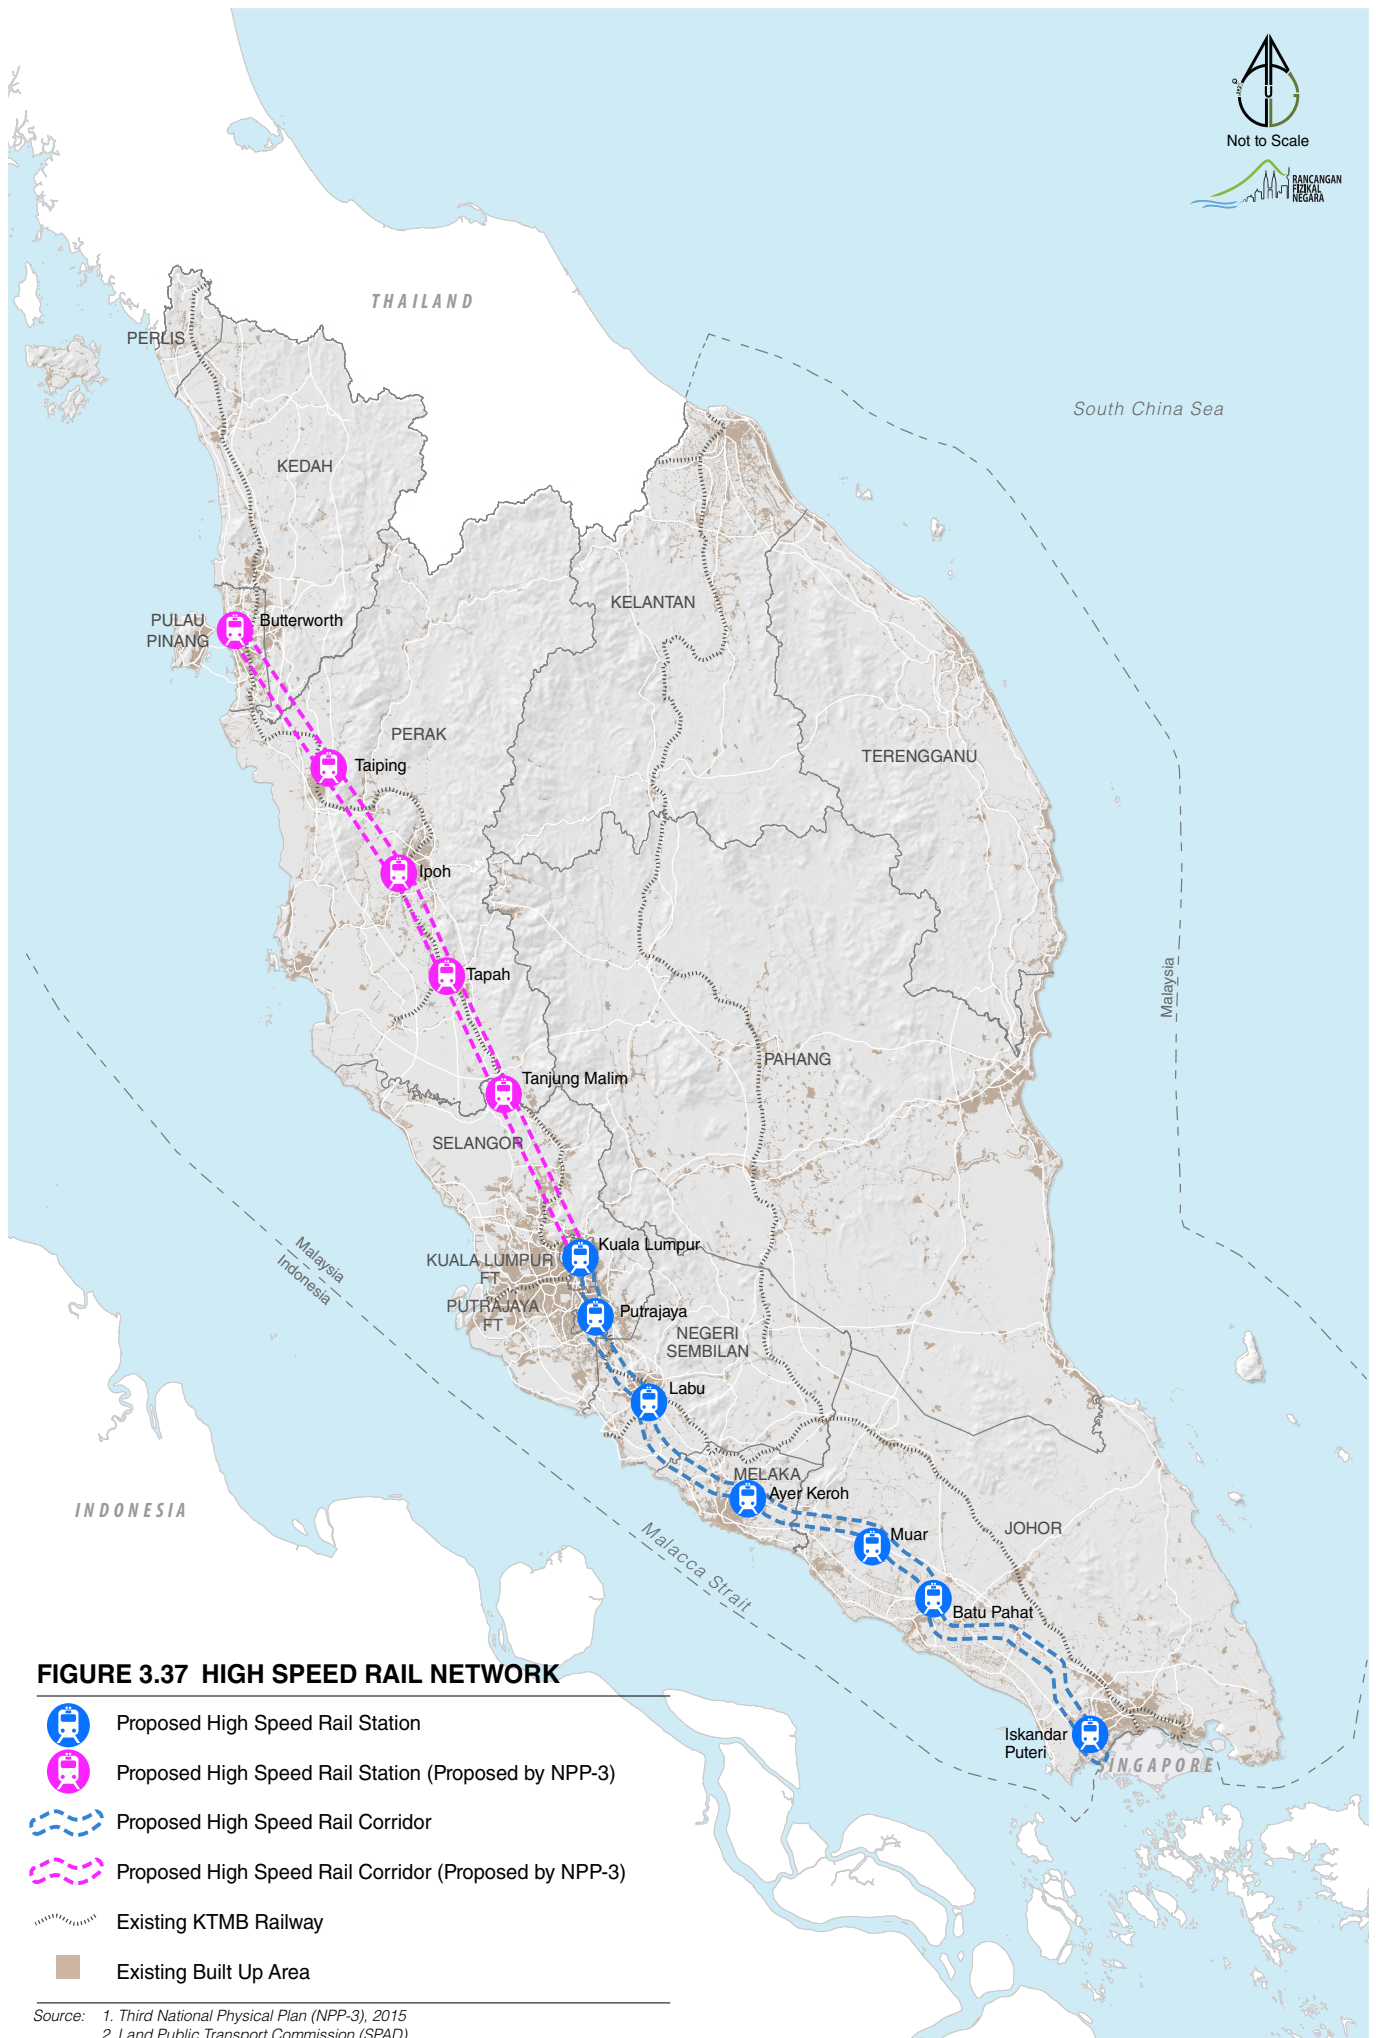 Not to Scale
RANCANGAN
FIZIKAL
NEGARA
THAILAND
PERLIS
South China Sea
KEDAH
KELANTAN
PULAU
PINANG
Butterworth
PERAK
TERENGGANU
Taiping
Ipoh
Tapah
Malaysia
PAHANG
Tanjung Malim
SELANGOR
Kuala Lumpur
KUALA LUMPUR
FT
Malaysia
Indonesia
PUTRAJAYA
FT
Putrajaya
NEGERI
SEMBILAN
Labu
MELAKA
Ayer Keroh
INDONESIA
Malacca Strait
Muar
JOHOR
Batu Pahat
Iskandar
Puteri
SINGAPORE
FIGURE 3.37 HIGH SPEED RAIL NETWORK
Proposed High Speed Rail Station
Proposed High Speed Rail Station (Proposed by NPP-3)
Proposed High Speed Rail Corridor
Proposed High Speed Rail Corridor (Proposed by NPP-3)
Existing KTMB Railway
Existing Built Up Area
Source: 1. Third National Physical Plan (NPP-3), 2015
2. Land Public Transport Commission (SPAD)